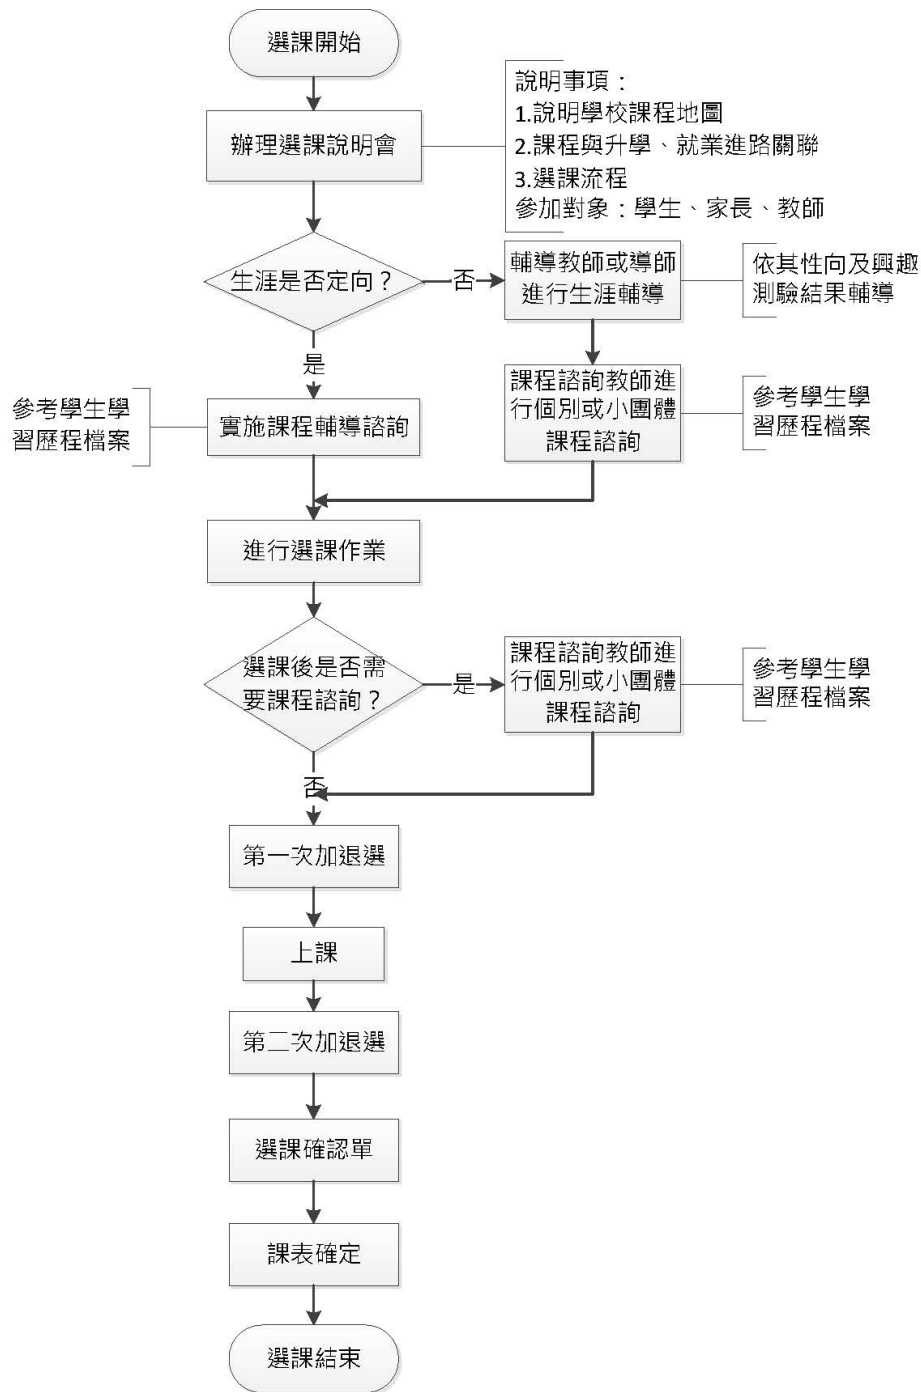 選課開始
辦理選課說明會
說明事項：
1.說明學校課程地圖
2.課程與升學、就業進路關聯
3.選課流程
參加對象：學生、家長、教師
生涯是否定向？
否
輔導教師或導師
進行生涯輔導
依其性向及興趣
測驗結果輔導
是
參考學生學
習歷程檔案
實施課程輔導諮詢
課程諮詢教師進
行個別或小團體
課程諮詢
參考學生學
習歷程檔案
進行選課作業
選課後是否需
要課程諮詢？
是
課程諮詢教師進
行個別或小團體
課程諮詢
參考學生學
習歷程檔案
否
第一次加退選
上課
第二次加退選
選課確認單
課表確定
選課結束